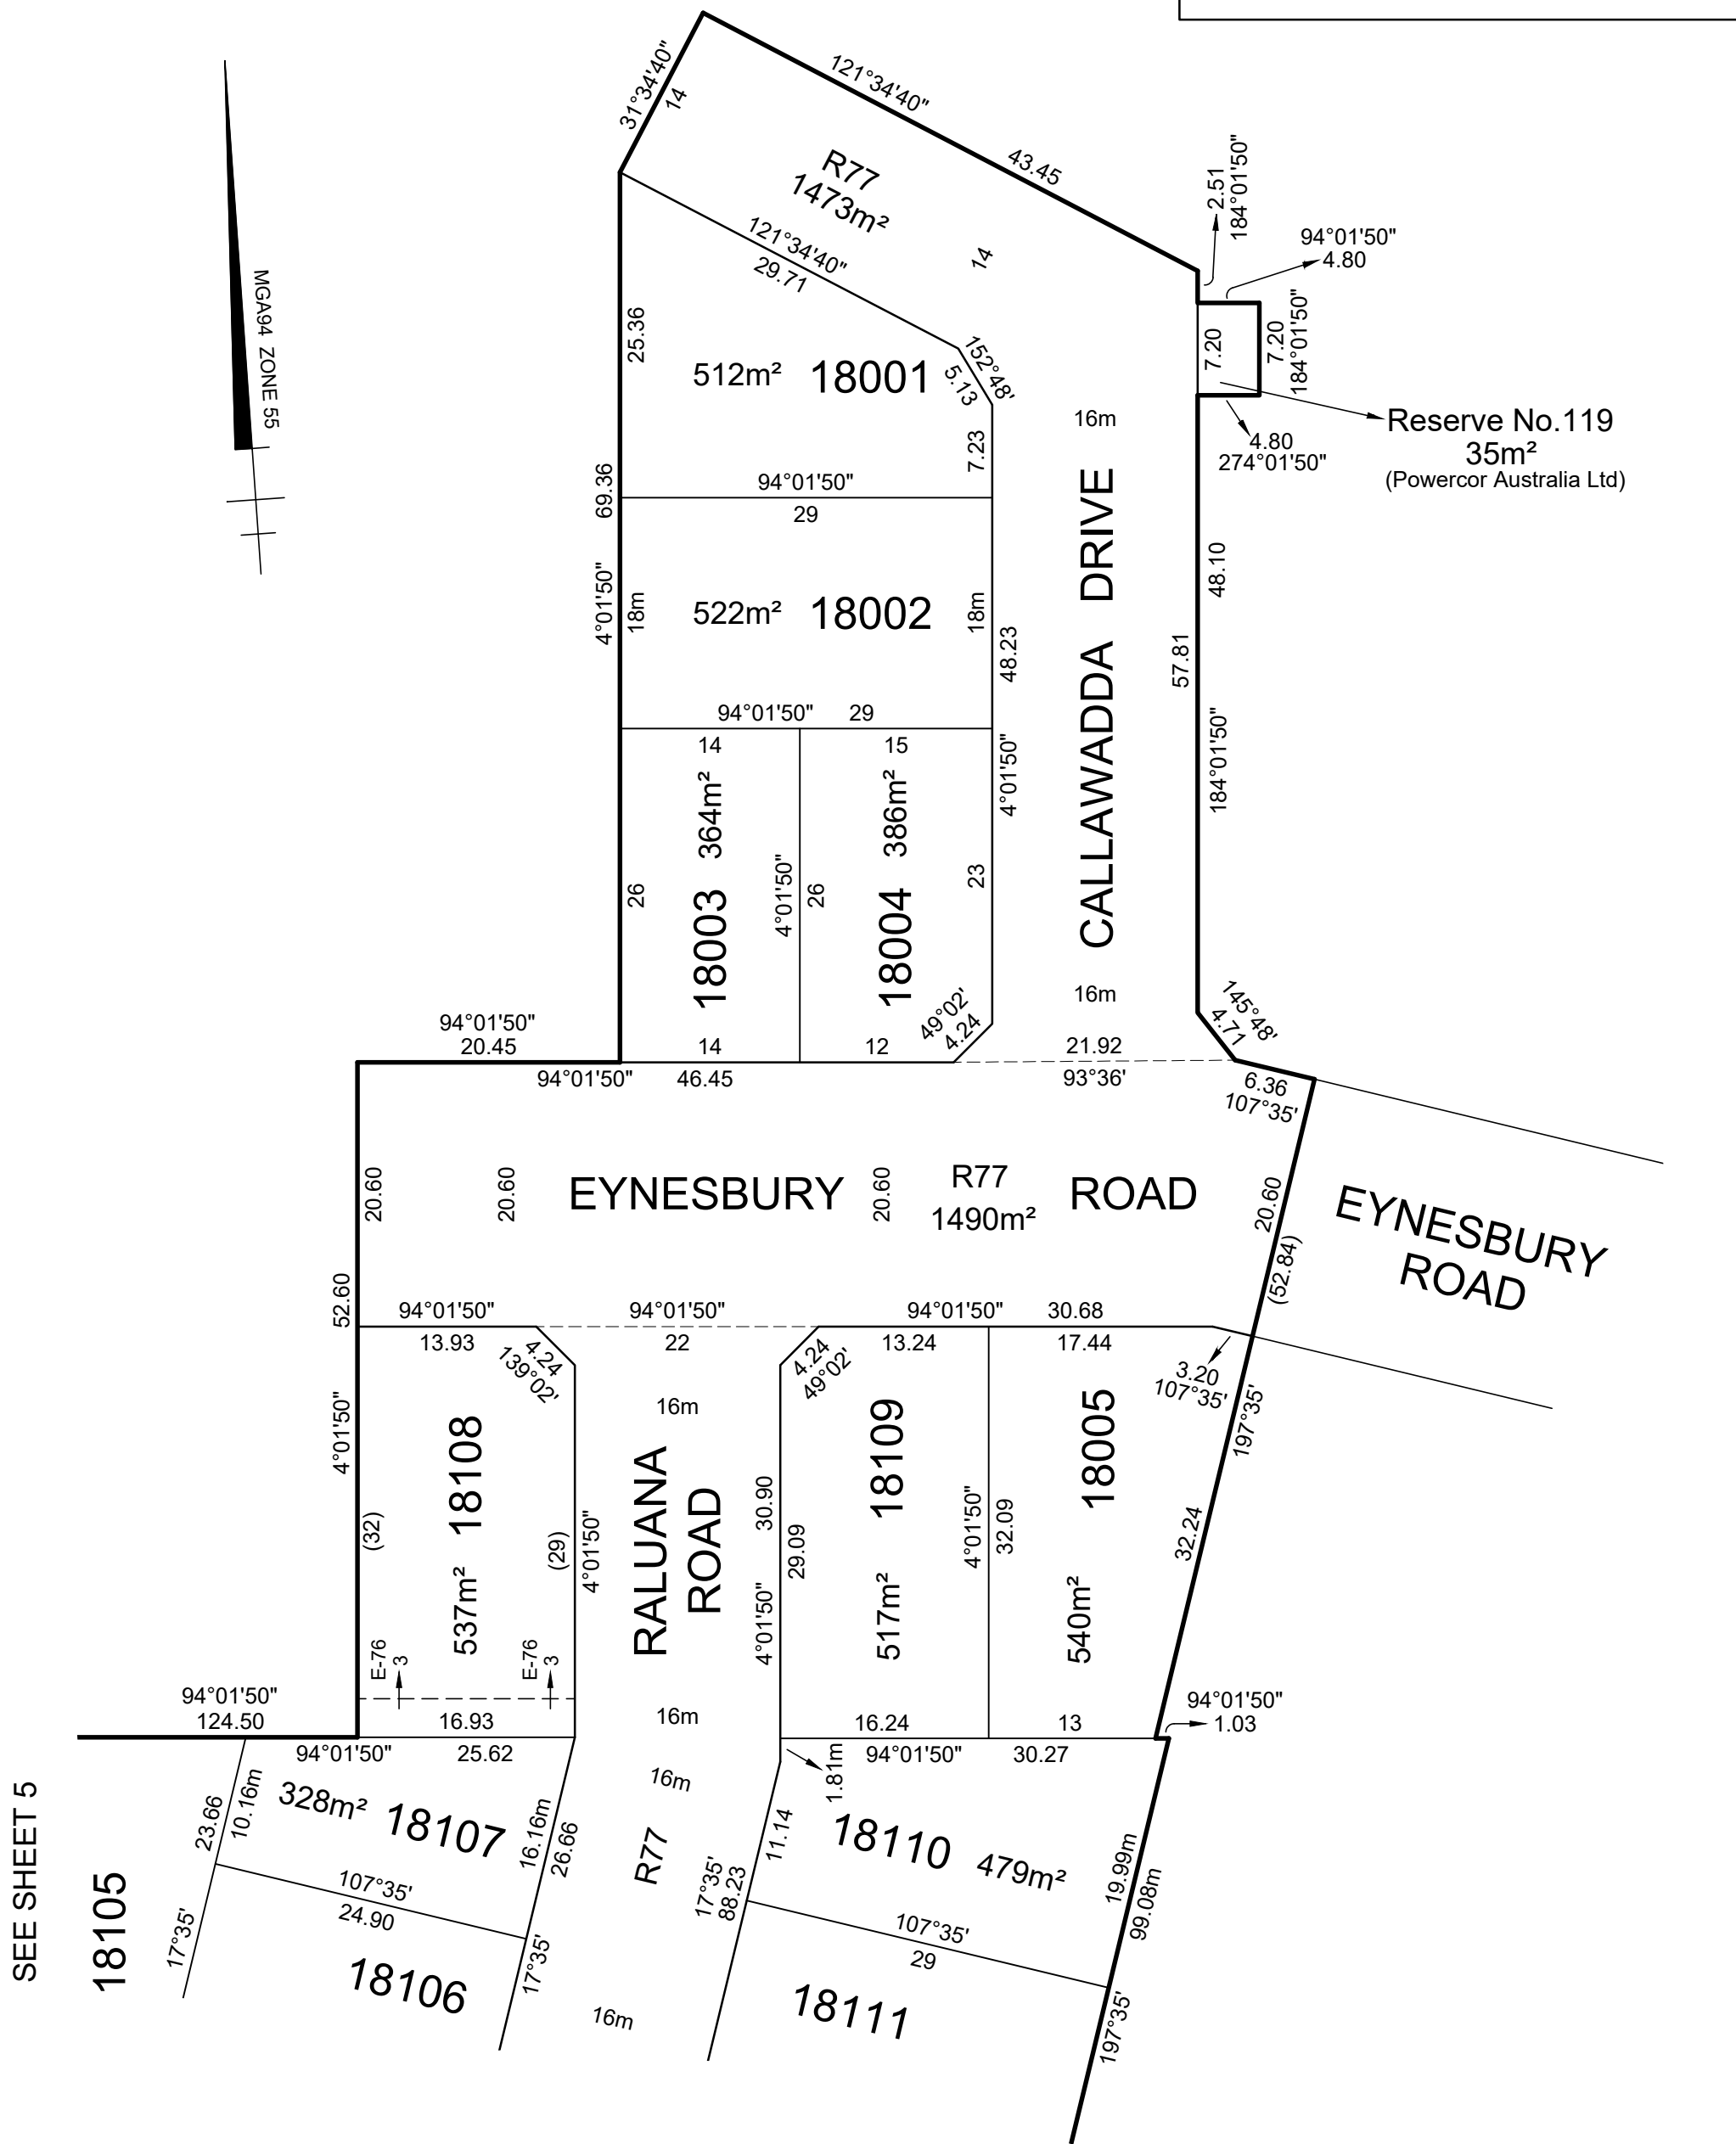 31°34'40"
14
121°34'40"
43.45
R77
1473m²
121°34'40"
29.71
14
2.51
184°01'50"
94°01'50"
4.80
7.20
7.20
184°01'50"
4.80
274°01'50"
Reserve No.119
35m²
(Powercor Australia Ltd)
MGA94 ZONE 55
25.36
512m² 18001
152°48'
5.13
7.23
16m
94°01'50"
29
69.36
4°01'50"
18m
522m² 18002
18m
48.23
4°01'50"
CALLAWADDA DRIVE
48.10
57.81
184°01'50"
94°01'50" 29
14
15
26
18003 364m²
4°01'50"
26
18004 386m²
23
49°02'
4.24
16m
145°48'
4.71
94°01'50"
20.45
14
12
21.92
94°01'50" 46.45
93°36'
6.36
107°35'
20.60
20.60
EYNESBURY
20.60
R77
1490m²
ROAD
20.60
(52.84)
EYNESBURY
ROAD
52.60
4°01'50"
94°01'50"
94°01'50"
94°01'50" 30.68
13.93
4.24
139°02'
22
4.24
49°02'
13.24
17.44
3.20
107°35'
197°35'
16m
(32)
537m² 18108
(29)
4°01'50"
RALUANA
ROAD
4°01'50" 30.90
29.09
517m² 18109
4°01'50"
32.09
540m² 18005
32.24
E-76
3
E-76
3
94°01'50"
124.50
16.93
16m
16.24
13
94°01'50"
1.03
94°01'50" 25.62
94°01'50" 30.27
1.81m
16m
SEE SHEET 5
18105
23.66
10.16m
17°35'
328m² 18107
16.16m
26.66
R77
11.14
17°35'
88.23
18110 479m²
19.99m
99.08m
107°35'
24.90
107°35'
29
18106
17°35'
16m
18111
197°35'